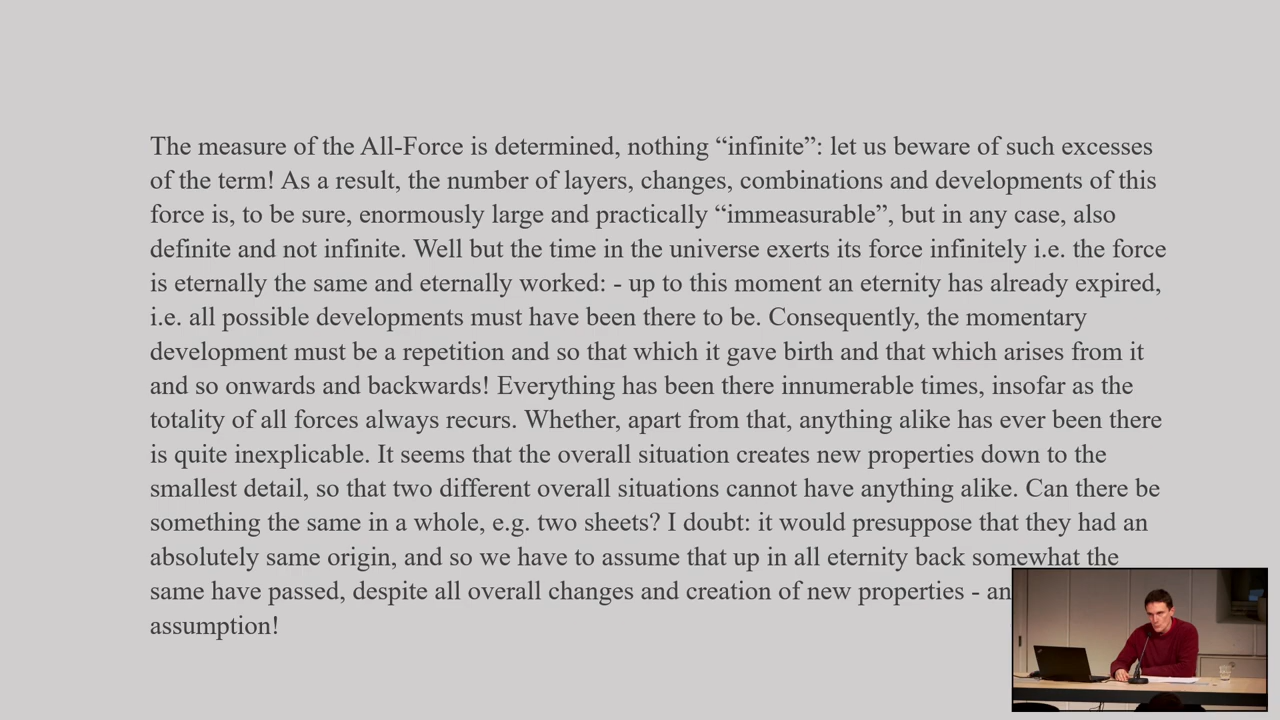 The measure of the All-Force is determined, nothing “infinite”: let us beware of such excesses
of the term! As a result, the number of layers, changes, combinations and developments of this
force is, to be sure, enormously large and practically “immeasurable”, but in any case, also
definite and not infinite. Well but the time in the universe exerts its force infinitely i.e. the force
is eternally the same and eternally worked: - up to this moment an eternity has already expired,
i.e. all possible developments must have been there to be. Consequently, the momentary
development must be a repetition and so that which it gave birth and that which arises from it
and so onwards and backwards! Everything has been there innumerable times, insofar as the
totality of all forces always recurs. Whether, apart from that, anything alike has ever been there
is quite inexplicable. It seems that the overall situation creates new properties down to the
smallest detail, so that two different overall situations cannot have anything alike. Can there be
something the same in a whole, e.g. two sheets? I doubt: it would presuppose that they had an
absolutely same origin, and so we have to assume that up in all eternity back somewhat the
same have passed, despite all overall changes and creation of new properties -
assumption!